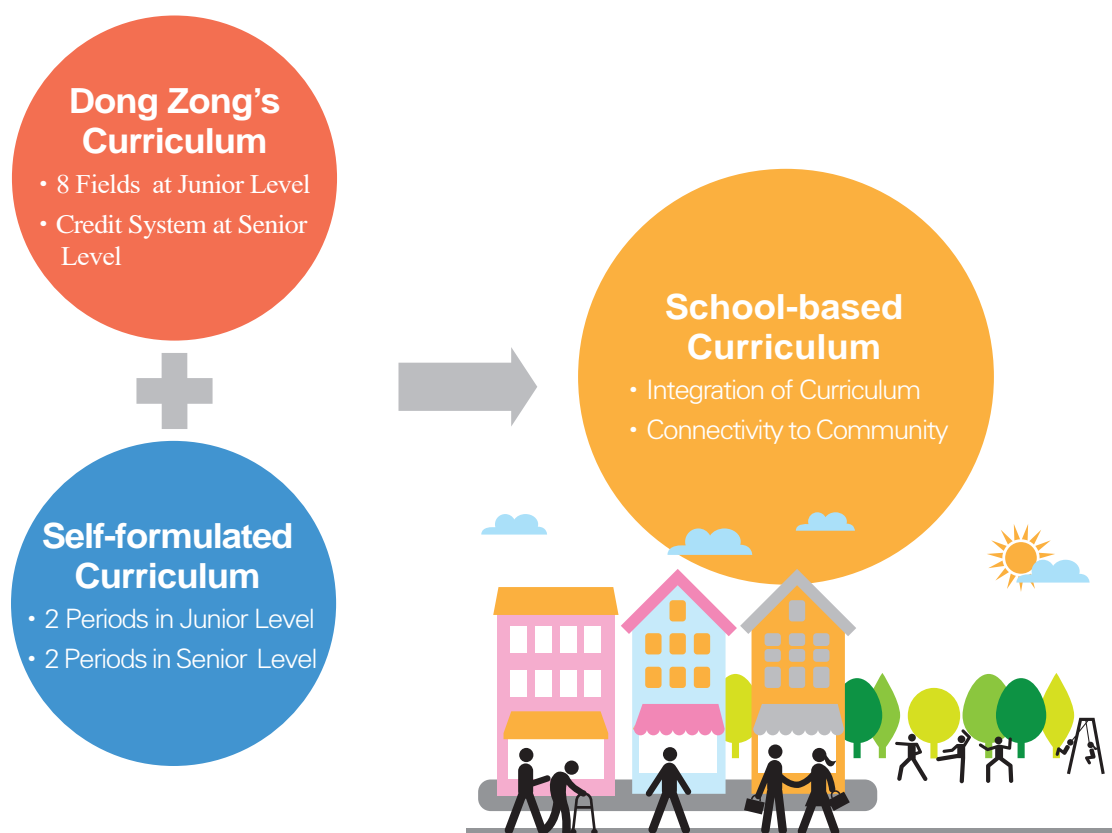 Dong Zong’s
Curriculum
• 8 Fields at Junior Level
• Credit System at Senior
Level
Self-formulated
Curriculum
• 2 Periods in Junior Level
• 2 Periods in Senior Level
School-based
Curriculum
• Integration of Curriculum
• Connectivity to Community